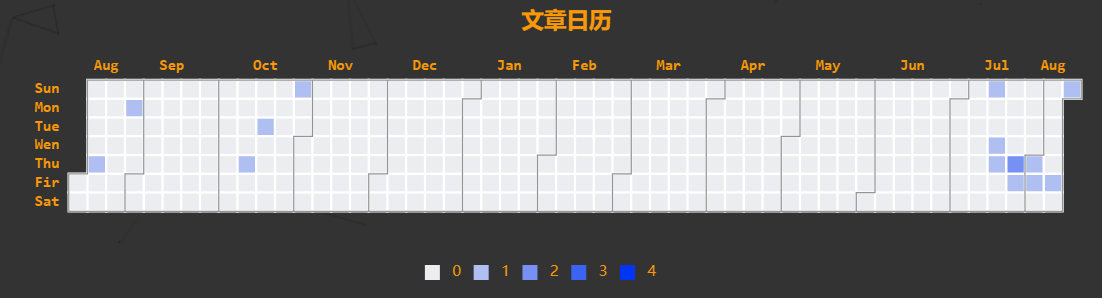 文章日历
Aug Sep Oct Nov Dec Jan Feb Mar Apr May Jun Jul Aug
Sun
Mon
Tue
Wen
Thu
Fir
Sat
0 1 2 3 4